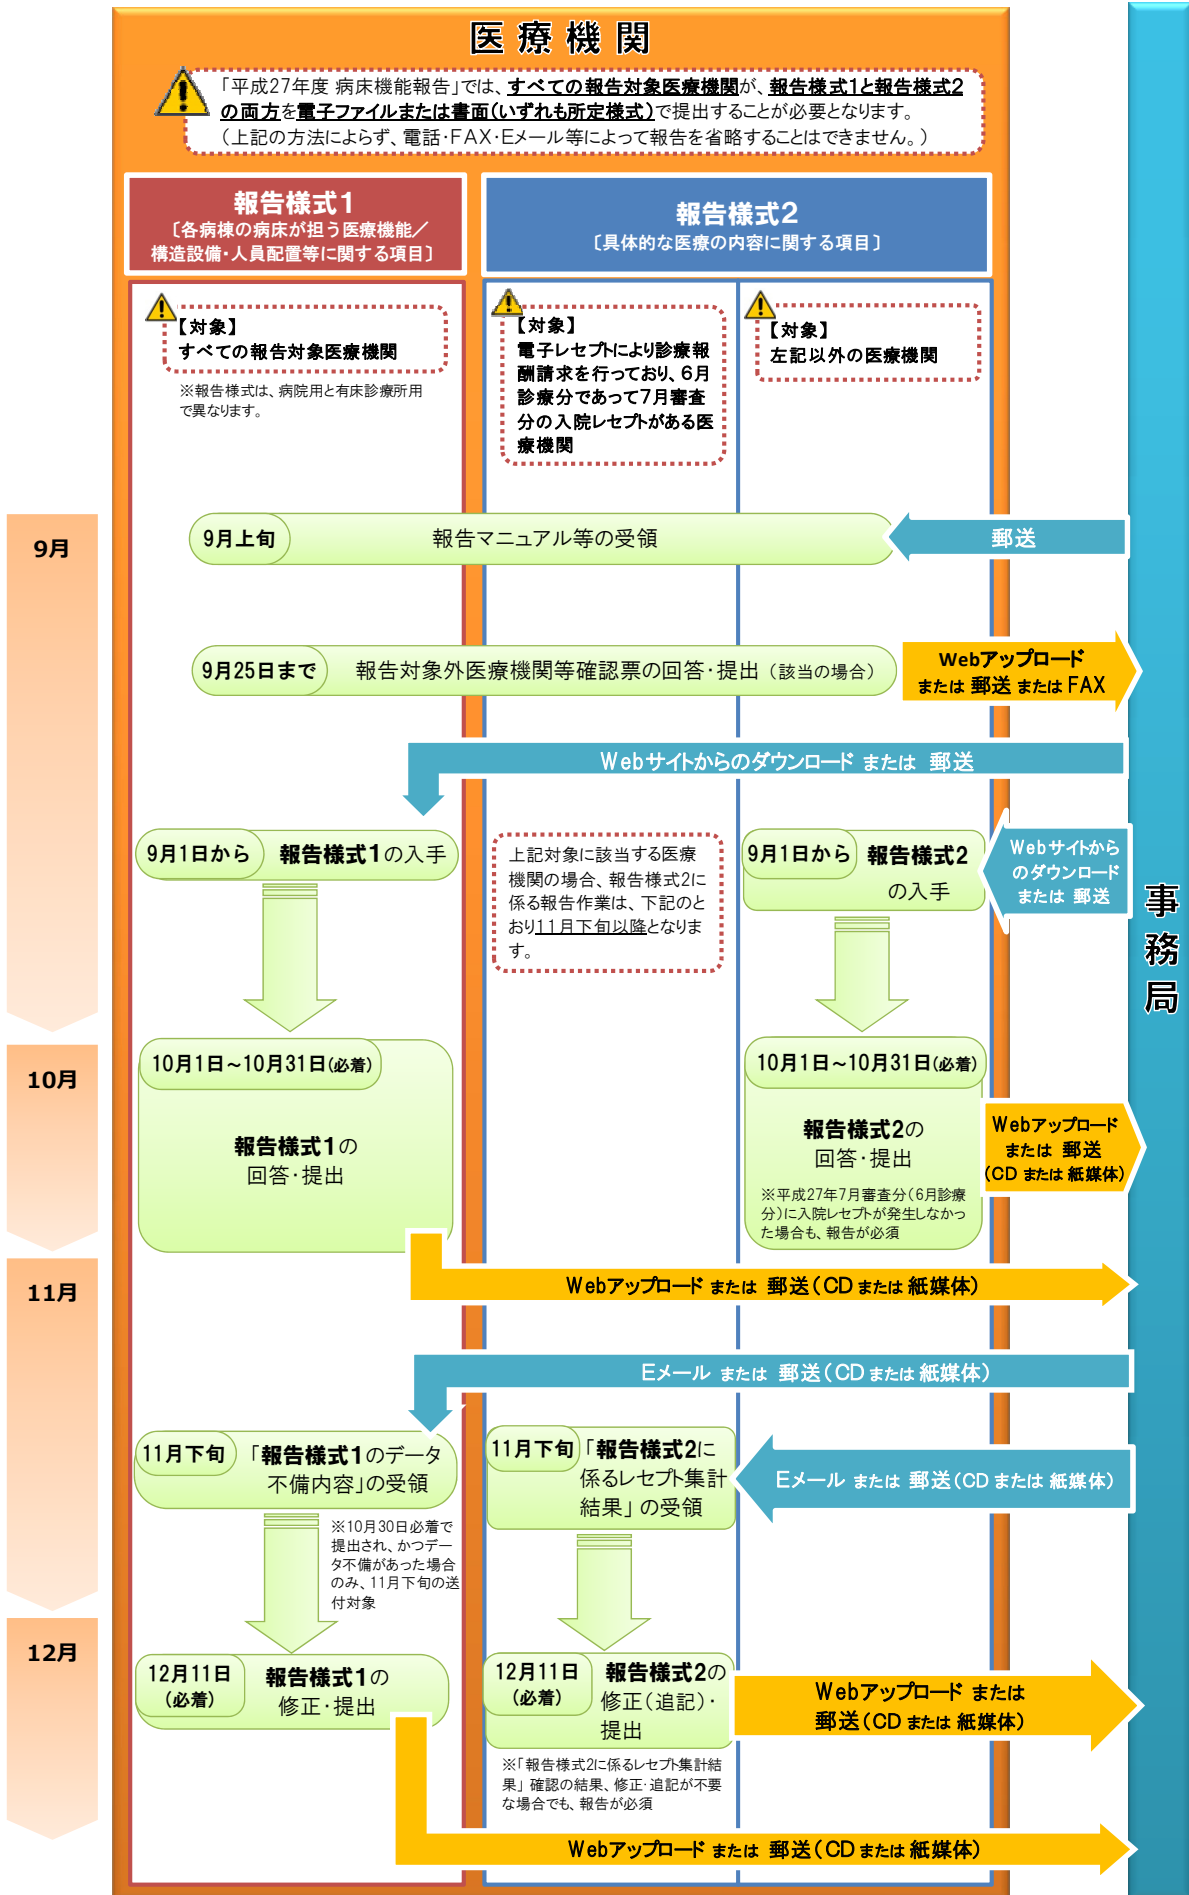 医療機関
「平成27年度 病床機能報告」では、すべての報告対象医療機関が、報告様式1と報告様式2
の両方を電子ファイルまたは書面(いずれも所定様式)で提出することが必要となります。
(上記の方法によらず、電話・FAX・Eメール等によって報告を省略することはできません。)
報告様式1
〔各病棟の病床が担う医療機能／
構造設備・人員配置等に関する項目〕
報告様式2
〔具体的な医療の内容に関する項目〕
【対象】
すべての報告対象医療機関
※報告様式は、病院用と有床診療所用
で異なります。
【対象】
電子レセプトにより診療報
酬請求を行っており、6月
診療分であって7月審査
分の入院レセプトがある医
療機関
【対象】
左記以外の医療機関
9月
9月上旬
報告マニュアル等の受領
郵送
9月25日まで
報告対象外医療機関等確認票の回答・提出 (該当の場合)
Webアップロード
または 郵送 または FAX
Webサイトからのダウンロード または 郵送
9月1日から
報告様式1の入手
上記対象に該当する医療
機関の場合、報告様式2に
係る報告作業は、下記のと
おり11月下旬以降となりま
す。
9月1日から
報告様式2
の入手
Webサイトから
のダウンロード
または 郵送
事務局
10月
10月1日～10月31日(必着)
報告様式1の
回答・提出
10月1日～10月31日(必着)
報告様式2の
回答・提出
※平成27年7月審査分(6月診療
分)に入院レセプトが発生しなかっ
た場合も、報告が必須
Webアップロード
または 郵送
(CD または 紙媒体)
11月
Webアップロード または 郵送(CD または 紙媒体)
Eメール または 郵送(CD または 紙媒体)
11月下旬
「報告様式1のデータ
不備内容」の受領
※10月30日必着で
提出され、かつデー
タ不備があった場合
のみ、11月下旬の送
付対象
11月下旬
「報告様式2に
係るレセプト集計
結果」の受領
Eメール または 郵送(CD または 紙媒体)
12月
12月11日
(必着)
報告様式1の
修正・提出
12月11日
(必着)
報告様式2の
修正(追記)・
提出
※「報告様式2に係るレセプト集計結
果」確認の結果、修正・追記が不要
な場合でも、報告が必須
Webアップロード または
郵送(CD または 紙媒体)
Webアップロード または 郵送(CD または 紙媒体)